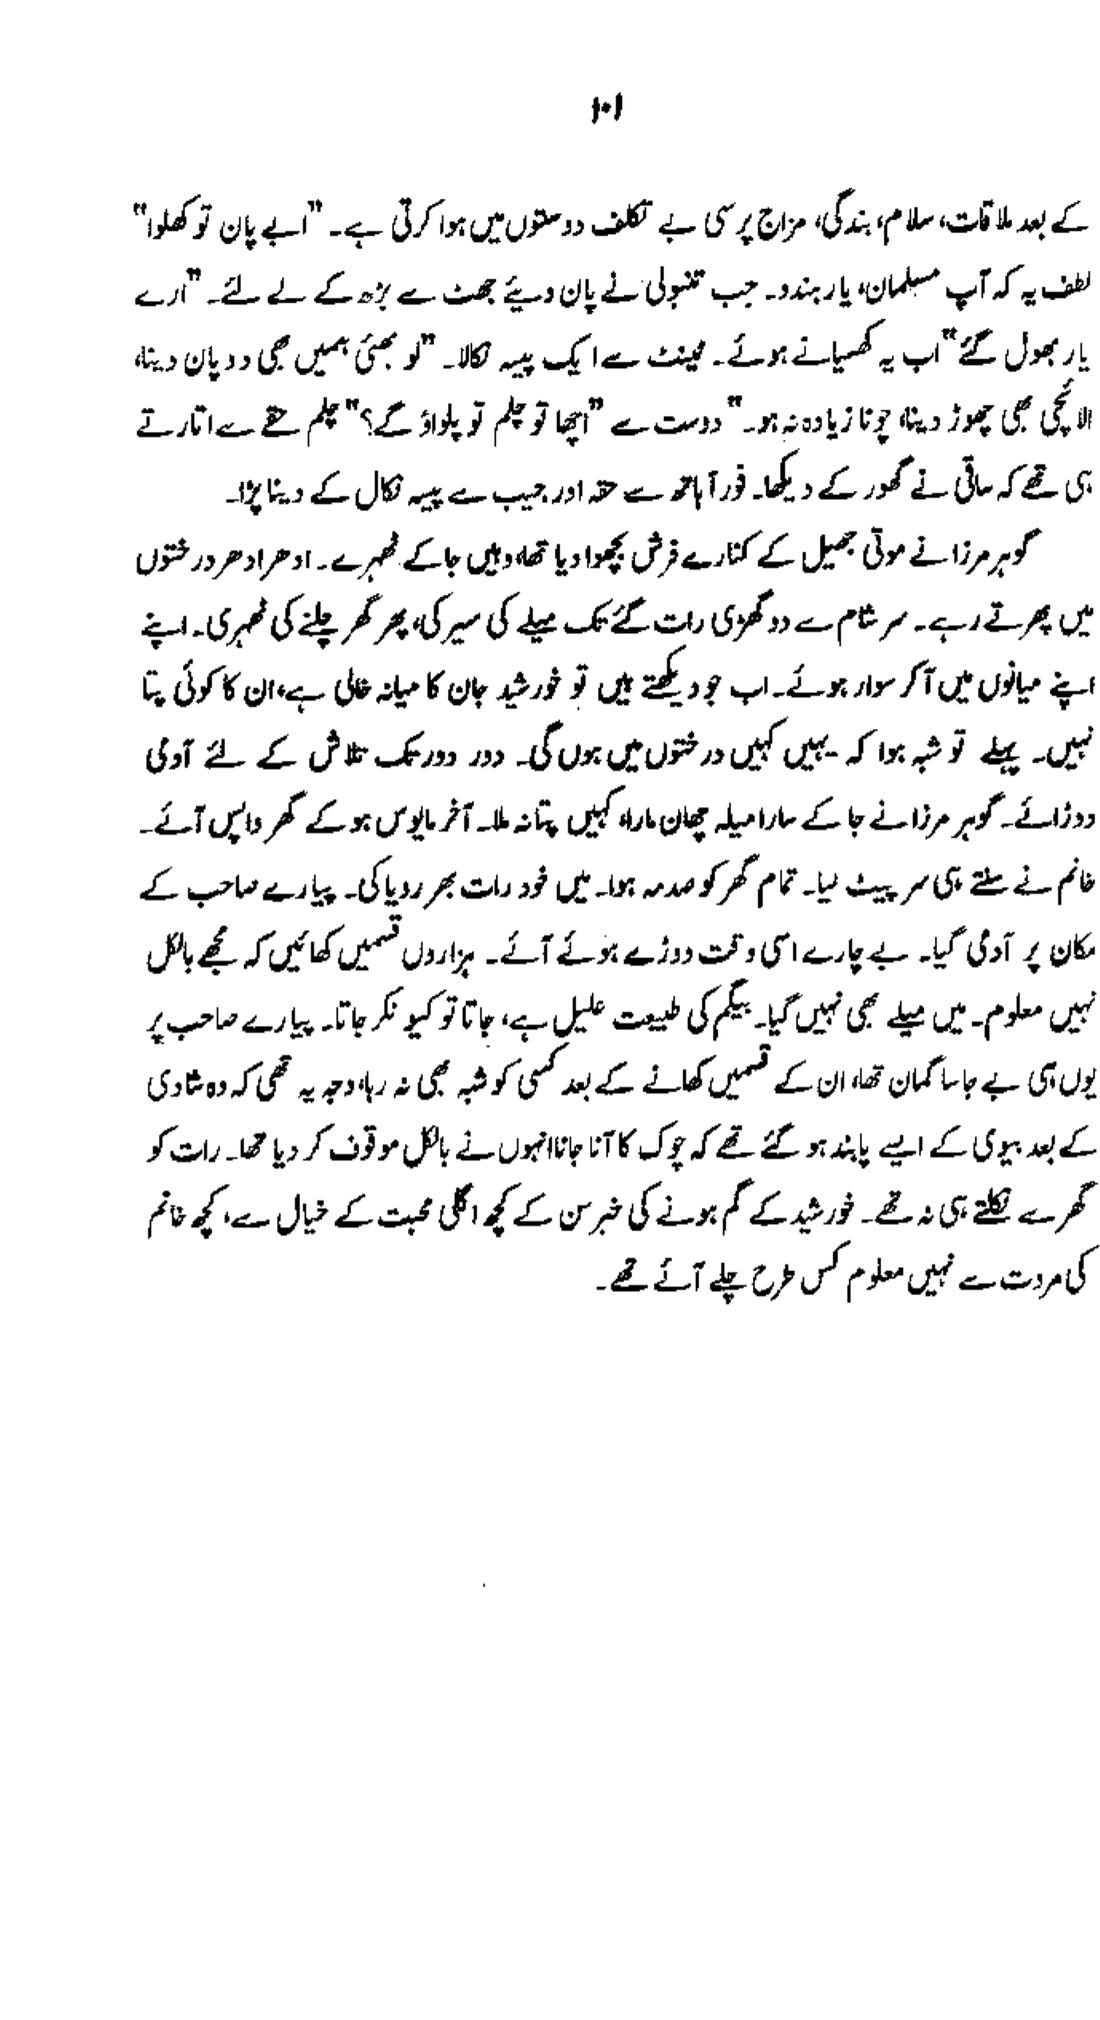 ۱۰۱
کے بعد ملاقات، سلام، بندگی، مزاج پرسی بے تکلف دوستوں میں ہوا کرتی ہے۔ "ابے پان تو کھلوا"
لطف یہ کہ آپ مسلمان، یار ہندو۔ جب تنبولی نے پان دیئے جھٹ سے بڑھ کے لے لئے۔ "ارے
یار بھول گئے" اب یہ کھسیانے ہوئے۔ ٹینٹ سے ایک پیسہ نکالا۔ "لو بھئی ہمیں بھی دو پان دینا،
الائچی بھی چھوڑ دینا، چونا زیادہ نہ ہو۔" دوست سے "اچھا تو چلم تو پلواؤ گے؟" چلم حقے سے اتارتے
ہی تھے کہ ساقی نے گھور کے دیکھا۔ فوراً ہاتھ سے حقہ اور جیب سے پیسہ نکال کے دینا پڑا۔
گوہر مرزا نے موتی جھیل کے کنارے فرش بچھوا دیا تھا، وہیں جا کے ٹھہرے۔ ادھر ادھر درختوں
میں پھرتے رہے۔ سر شام سے دو گھڑی رات گئے تک میلے کی سیر کی، پھر گھر چلنے کی ٹھہری۔ اپنے
اپنے میانوں میں آ کر سوار ہوئے۔ اب جو دیکھتے ہیں تو خورشید جان کا میانہ خالی ہے، ان کا کوئی پتا
نہیں۔ پہلے تو شبہ ہوا کہ یہیں کہیں درختوں میں ہوں گی۔ دور دور تک تلاش کے لئے آدمی
دوڑائے۔ گوہر مرزا نے جا کے سارا میلہ چھان مارا، کہیں پتا نہ ملا۔ آخر مایوس ہو کے گھر واپس آئے۔
خانم نے سنتے ہی سر پیٹ لیا۔ تمام گھر کو صدمہ ہوا۔ میں خود رات بھر رویا کی۔ پیارے صاحب کے
مکان پر آدمی گیا۔ بے چارے اسی وقت دوڑے ہوئے آئے۔ ہزاروں قسمیں کھائیں کہ مجھے بالکل
نہیں معلوم۔ میں میلے بھی نہیں گیا۔ بیگم کی طبیعت علیل ہے، جاتا تو کیونکر جاتا۔ پیارے صاحب پر
یوں ہی بے جا سا گمان تھا، ان کے قسمیں کھانے کے بعد کسی کو شبہ بھی نہ رہا، وجہ یہ تھی کہ وہ شادی
کے بعد بیوی کے ایسے پابند ہو گئے تھے کہ چوک کا آنا جانا انہوں نے بالکل موقوف کر دیا تھا۔ رات کو
گھر سے نکلتے ہی نہ تھے۔ خورشید کے گم ہونے کی خبر سن کے کچھ اگلی محبت کے خیال سے، کچھ خانم
کی مروت سے نہیں معلوم کس طرح چلے آئے تھے۔